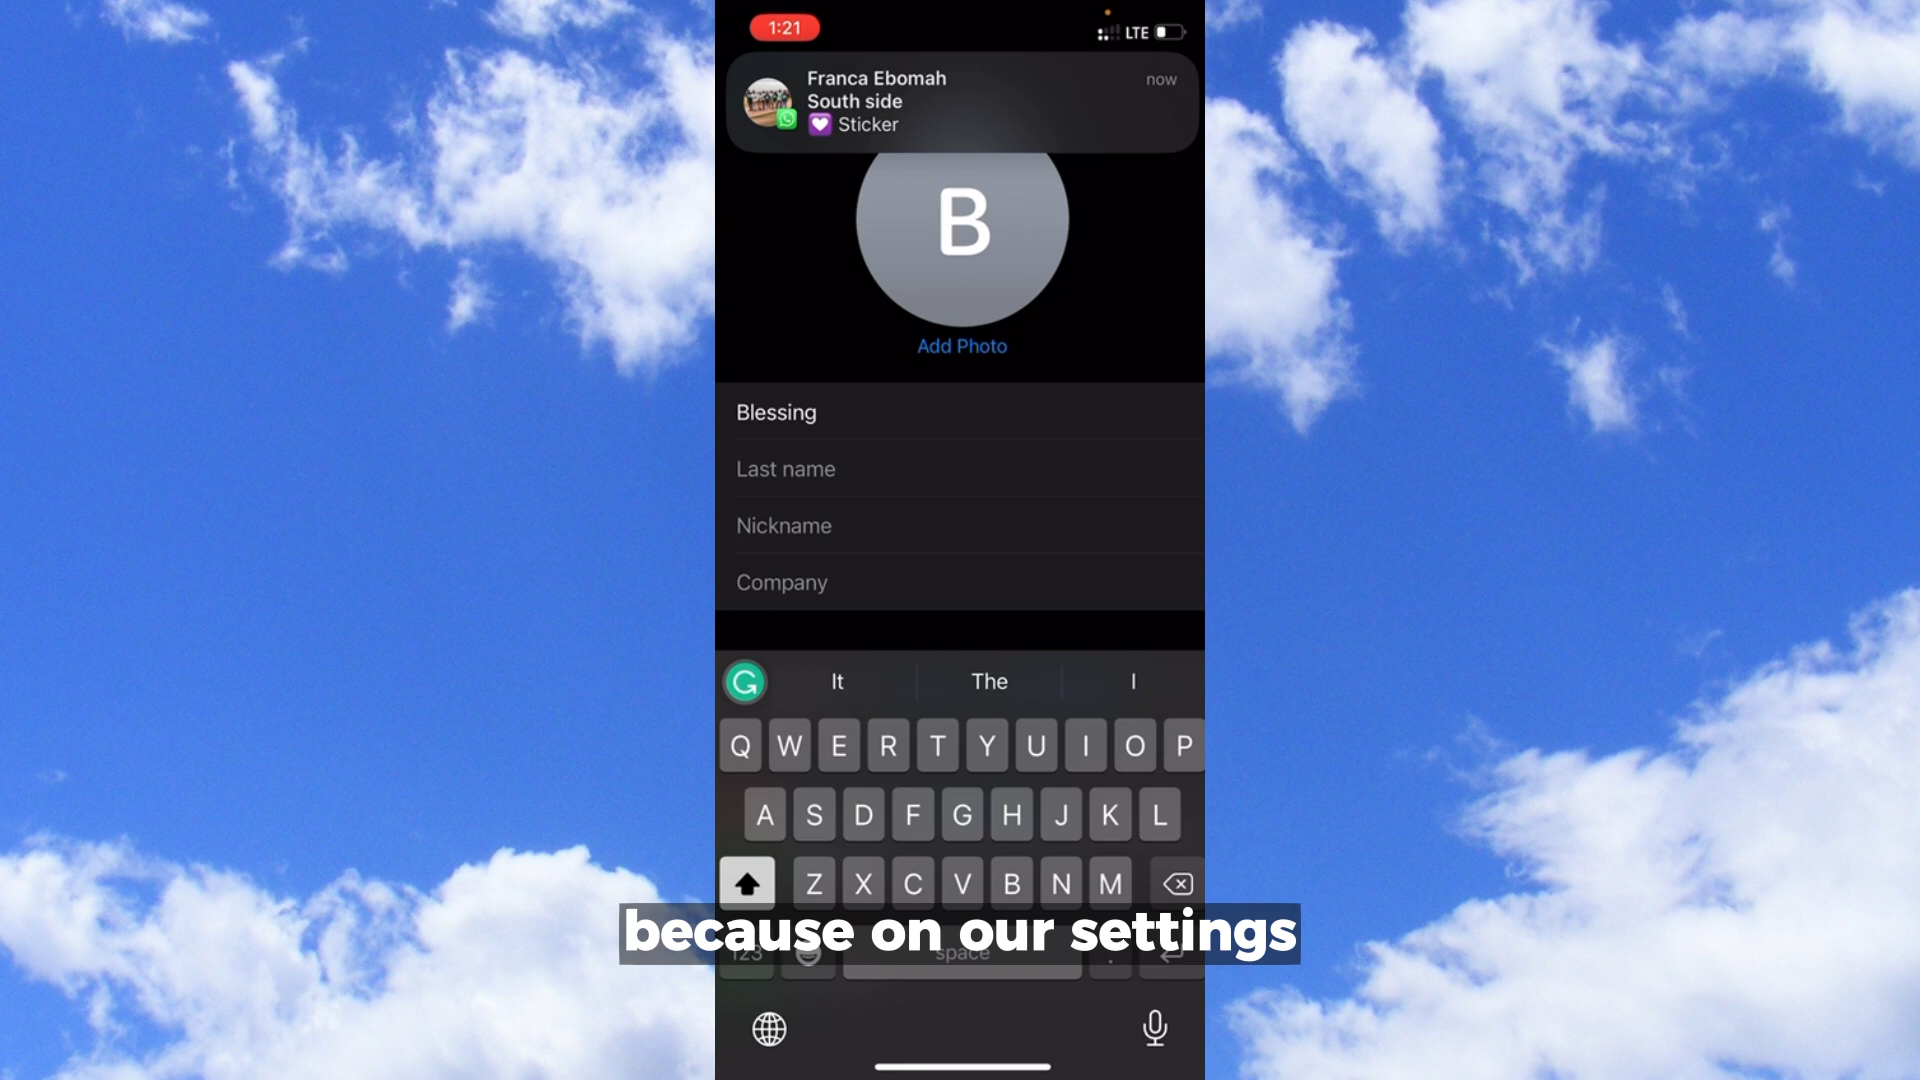 1:21
LTE
Franca Ebomah
now
South side
💜 Sticker
B
Add Photo
Blessing
Last name
Nickname
Company
It The I
Q W E R T Y U I O P
A S D F G H J K L
Z X C V B N M
because on our settings
123 space .